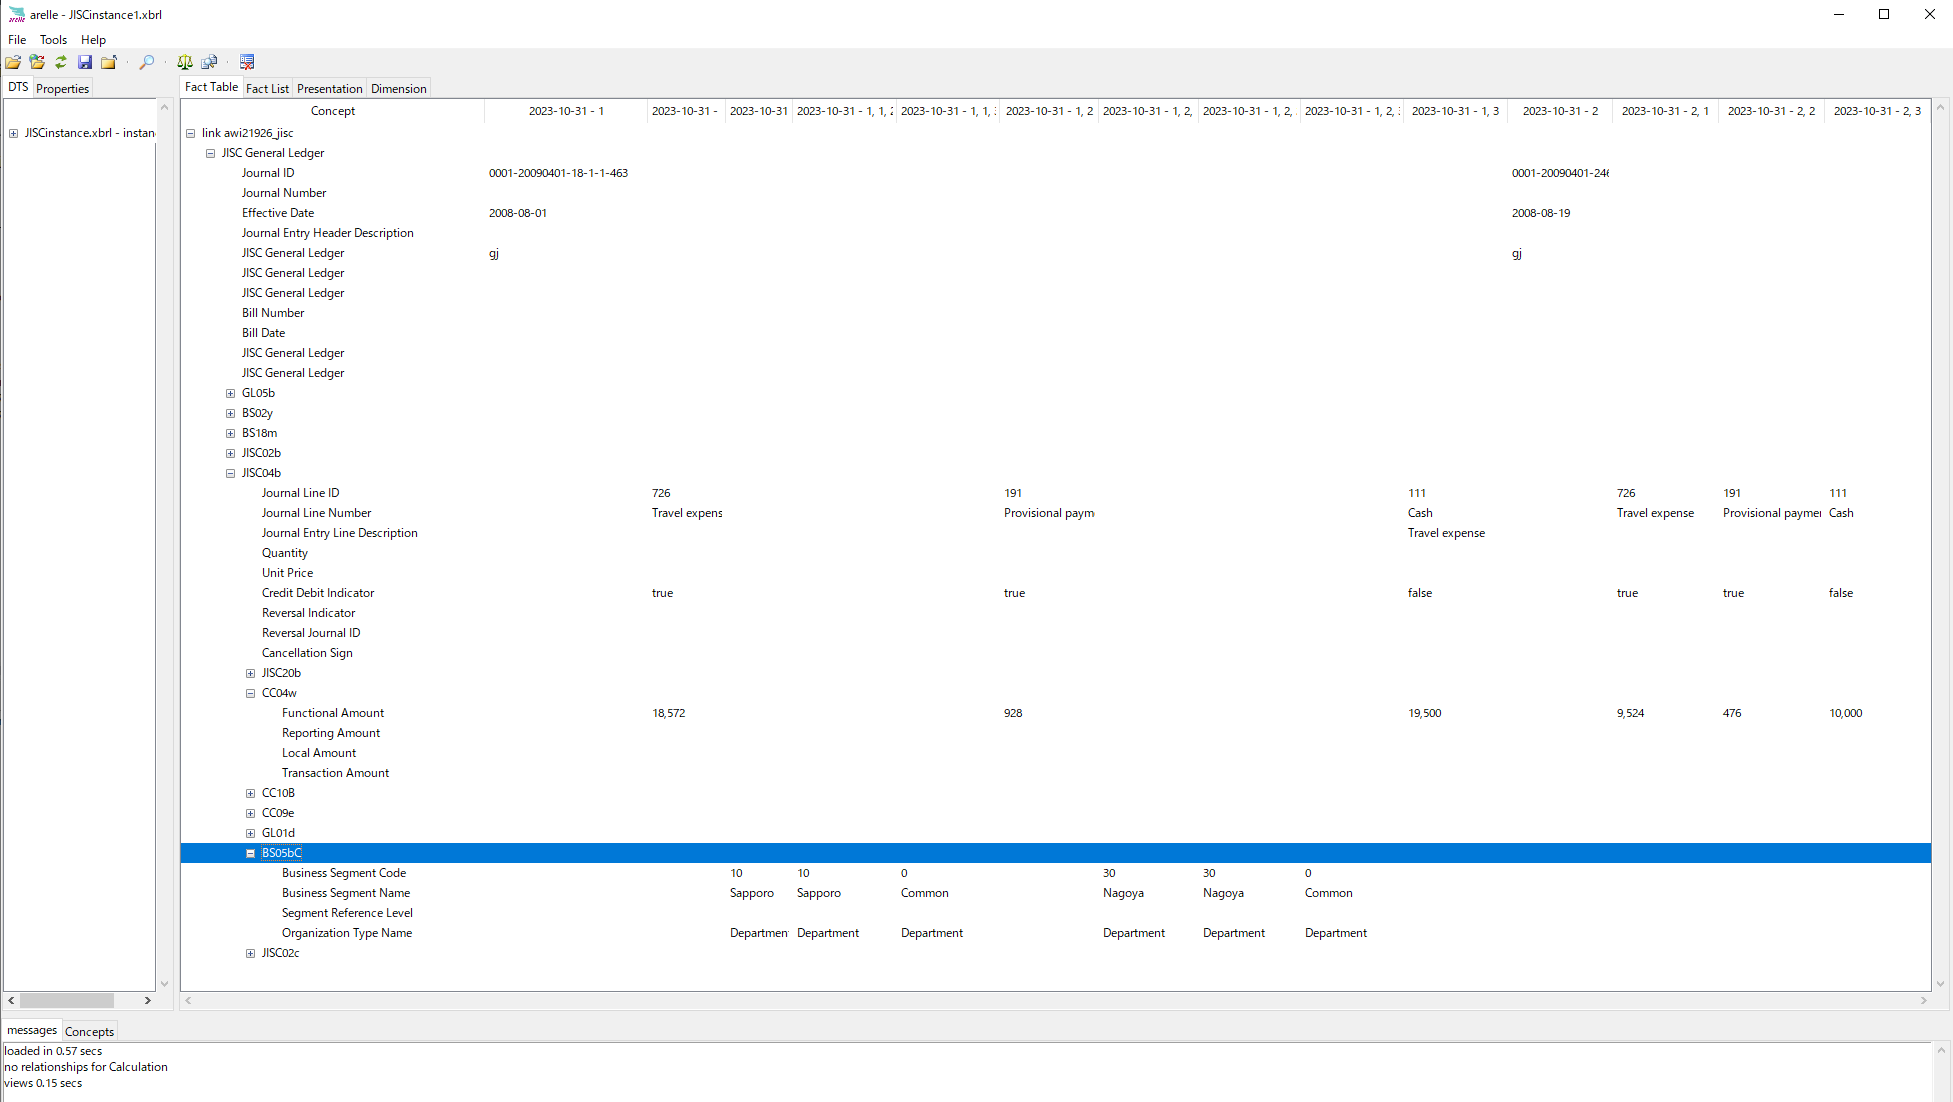 arelle - JISCinstance1.xbrl
File Tools Help
DTS Properties
Fact Table Fact List Presentation Dimension
Concept 2023-10-31 - 1 2023-10-31 - 2023-10-31 2023-10-31 - 1, 1, 2 2023-10-31 - 1, 1, 2023-10-31 - 1, 2 2023-10-31 - 1, 2, 2023-10-31 - 1, 2, 2023-10-31 - 1, 2, 2023-10-31 - 1, 3 2023-10-31 - 2 2023-10-31 - 2, 1 2023-10-31 - 2, 2 2023-10-31 - 2, 3
JISCinstance.xbrl - instan
link awi21926_jisc
JISC General Ledger
Journal ID 0001-20090401-18-1-1-463 0001-20090401-246
Journal Number
Effective Date 2008-08-01 2008-08-19
Journal Entry Header Description
JISC General Ledger gj gj
JISC General Ledger
JISC General Ledger
Bill Number
Bill Date
JISC General Ledger
JISC General Ledger
GL05b
BS02y
BS18m
JISC02b
JISC04b
Journal Line ID 726 191 111 726 191 111
Journal Line Number Travel expens Provisional paym Cash Travel expense Provisional paymer Cash
Journal Entry Line Description Travel expense
Quantity
Unit Price
Credit Debit Indicator true true false true true false
Reversal Indicator
Reversal Journal ID
Cancellation Sign
JISC20b
CC04w
Functional Amount 18,572 928 19,500 9,524 476 10,000
Reporting Amount
Local Amount
Transaction Amount
CC10B
CC09e
GL01d
BS05bC
Business Segment Code 10 10 0 30 30 0
Business Segment Name Sapporo Sapporo Common Nagoya Nagoya Common
Segment Reference Level
Organization Type Name Departmen Department Department Department Department Department
JISC02c
messages Concepts
loaded in 0.57 secs
no relationships for Calculation
views 0.15 secs